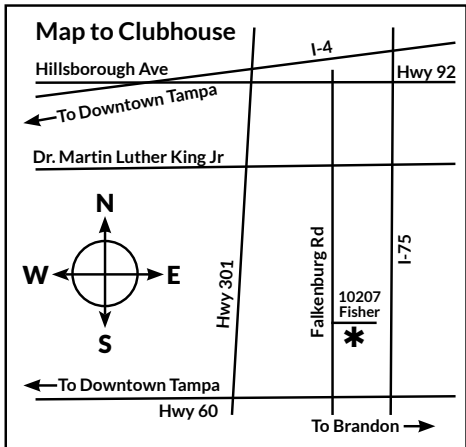 Map to Clubhouse
I-4
Hillsborough Ave
Hwy 92
To Downtown Tampa
Dr. Martin Luther King Jr
N
W
E
S
Hwy 301
Falkenburg Rd
I-75
10207
Fisher
*
To Downtown Tampa
Hwy 60
To Brandon